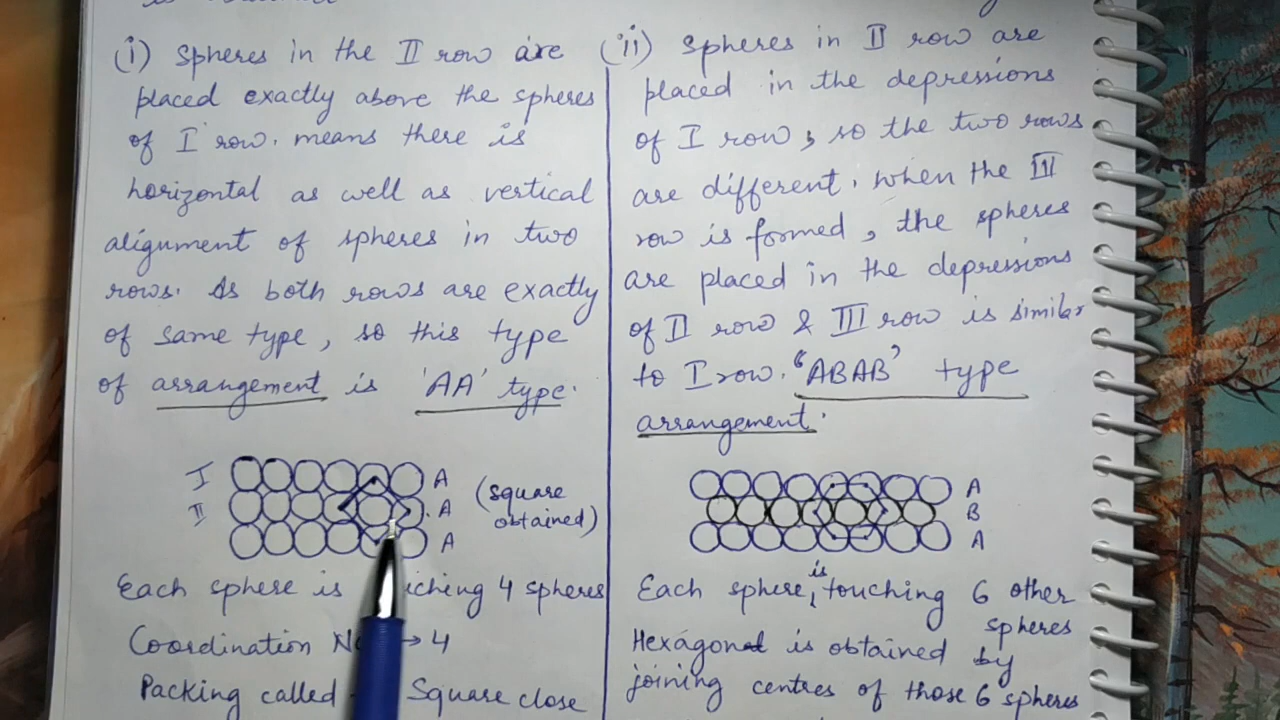 (i) Spheres in the II row are
placed exactly above the spheres
of I row. means there is
horizontal as well as vertical
alignment of spheres in two
rows. As both rows are exactly
of same type, so this type
of arrangement is 'AA' type.
I A
II A
A
(square
obtained)
Each sphere is 4 spheres
Coordination → 4
Packing called Square close
(ii) Spheres in II row are
placed in the depressions
of I row, so the two rows
are different. When the III
row is formed, the spheres
are placed in the depressions
of II row & III row is similar
to I row. "ABAB" type
arrangement.
A
B
A
Each sphere is touching 6 other
spheres
Hexagonal is obtained by
joining centres of those 6 spheres